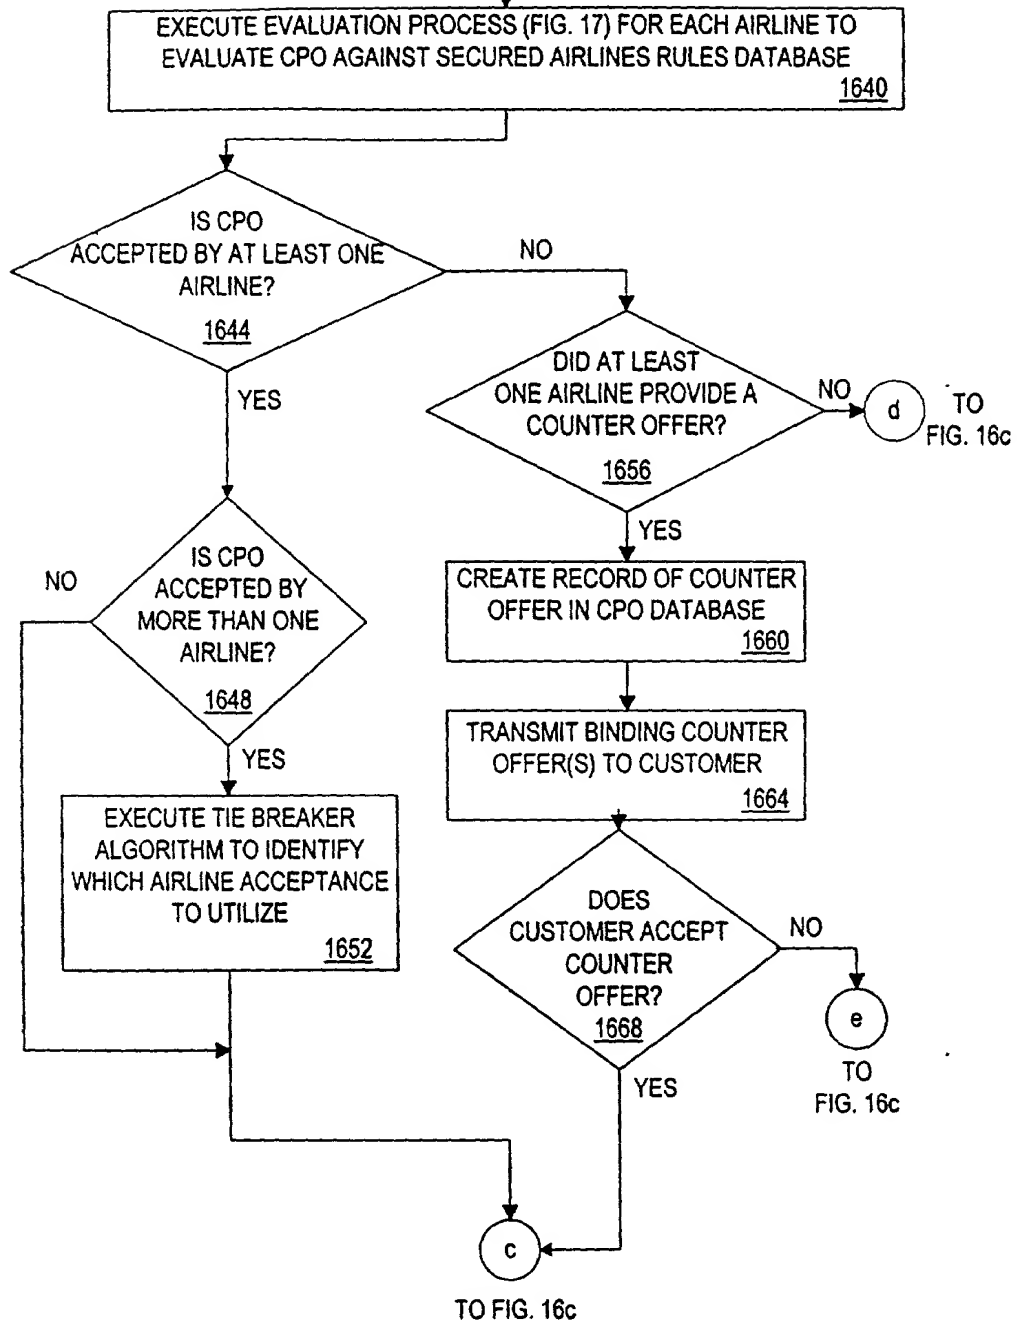 EXECUTE EVALUATION PROCESS (FIG. 17) FOR EACH AIRLINE TO
EVALUATE CPO AGAINST SECURED AIRLINES RULES DATABASE
1640
IS CPO
ACCEPTED BY AT LEAST ONE
AIRLINE?
1644
NO
YES
DID AT LEAST
ONE AIRLINE PROVIDE A
COUNTER OFFER?
1656
NO
d
TO
FIG. 16c
YES
IS CPO
ACCEPTED BY
MORE THAN ONE
AIRLINE?
1648
NO
YES
CREATE RECORD OF COUNTER
OFFER IN CPO DATABASE
1660
TRANSMIT BINDING COUNTER
OFFER(S) TO CUSTOMER
1664
EXECUTE TIE BREAKER
ALGORITHM TO IDENTIFY
WHICH AIRLINE ACCEPTANCE
TO UTILIZE
1652
DOES
CUSTOMER ACCEPT
COUNTER
OFFER?
1668
NO
e
TO
FIG. 16c
YES
c
TO FIG. 16c